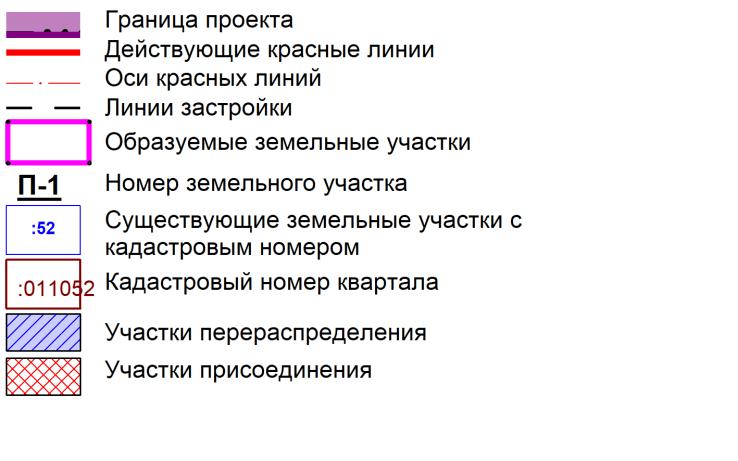 Граница проекта
Действующие красные линии
Оси красных линий
Линии застройки
Образуемые земельные участки
П-1 Номер земельного участка
:52 Существующие земельные участки с
кадастровым номером
:011052 Кадастровый номер квартала
Участки перераспределения
Участки присоединения